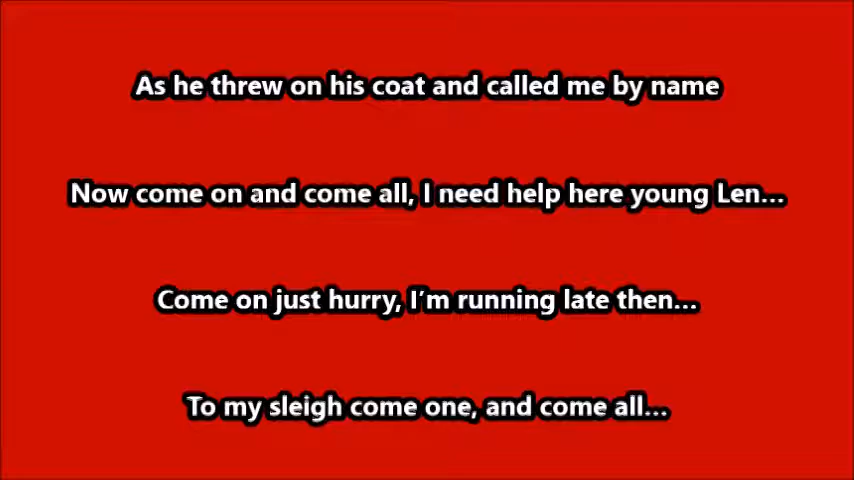 As he threw on his coat and called me by name
Now come on and come all, I need help here young Len...
Come on just hurry, I'm running late then...
To my sleigh come one, and come all...